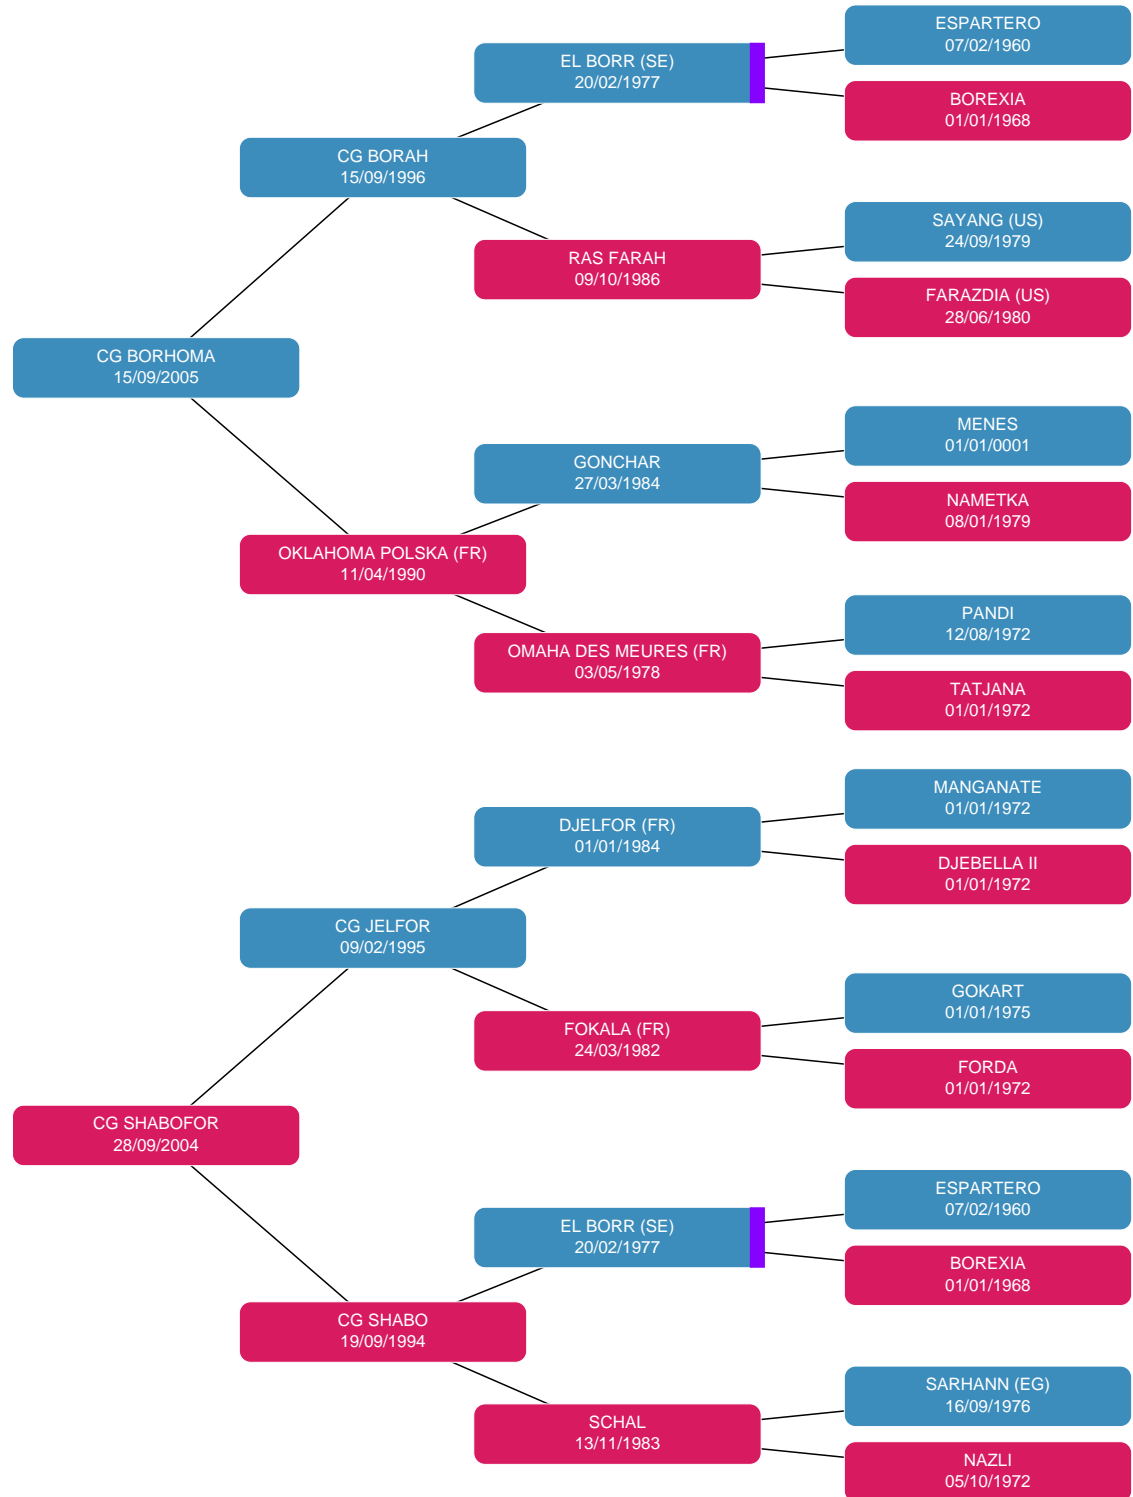 ESPARTERO
07/02/1960
EL BORR (SE)
20/02/1977
BOREXIA
01/01/1968
CG BORAH
15/09/1996
SAYANG (US)
24/09/1979
RAS FARAH
09/10/1986
FARAZDIA (US)
28/06/1980
CG BORHOMA
15/09/2005
MENES
01/01/0001
GONCHAR
27/03/1984
NAMETKA
08/01/1979
OKLAHOMA POLSKA (FR)
11/04/1990
PANDI
12/08/1972
OMAHA DES MEURES (FR)
03/05/1978
TATJANA
01/01/1972
MANGANATE
01/01/1972
DJELFOR (FR)
01/01/1984
DJEBELLA II
01/01/1972
CG JELFOR
09/02/1995
GOKART
01/01/1975
FOKALA (FR)
24/03/1982
FORDA
01/01/1972
CG SHABOFOR
28/09/2004
ESPARTERO
07/02/1960
EL BORR (SE)
20/02/1977
BOREXIA
01/01/1968
CG SHABO
19/09/1994
SARHANN (EG)
16/09/1976
SCHAL
13/11/1983
NAZLI
05/10/1972